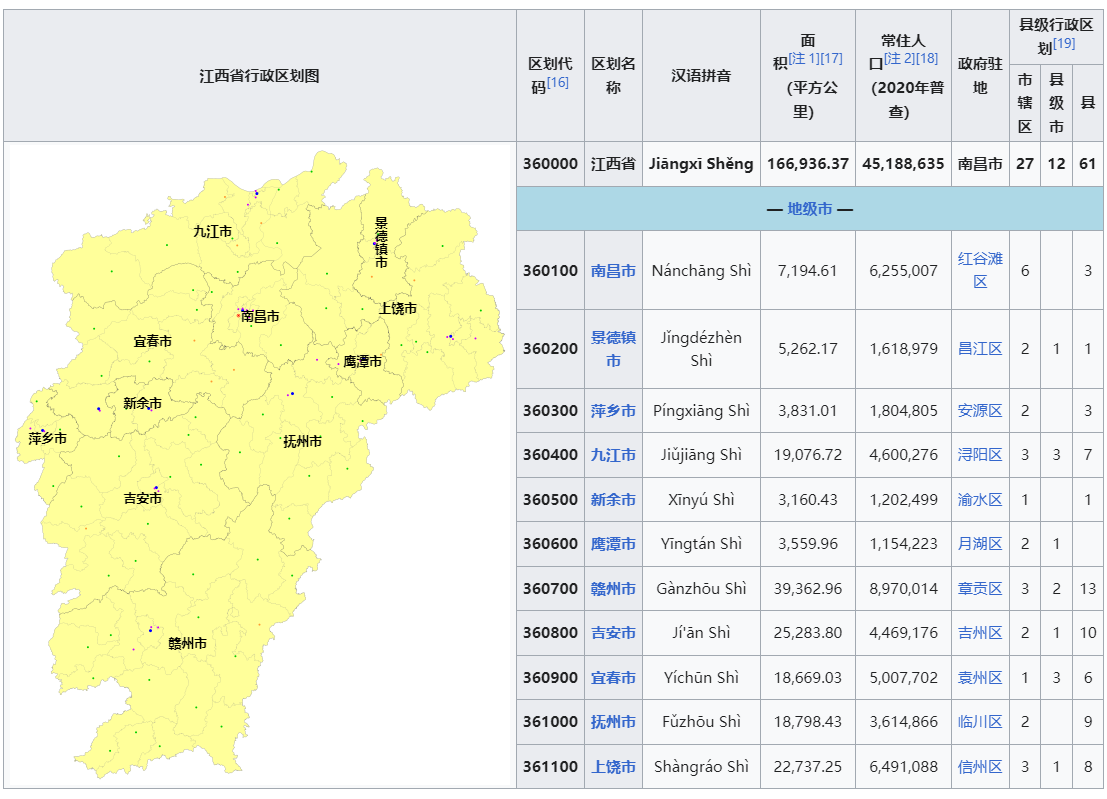 江西省行政区划图
区划代
码[16]
区划名
称
汉语拼音
面
积[注 1][17]
(平方公
里)
常住人
口[注 2][18]
(2020年普
查)
政府驻
地
县级行政区
划[19]
市
辖
区
县
级
市
县
360000 江西省 Jiāngxī Shěng 166,936.37 45,188,635 南昌市 27 12 61
— 地级市 —
360100 南昌市 Nánchāng Shì 7,194.61 6,255,007 红谷滩
区 6 3
360200 景德镇
市 Jǐngdézhèn
Shì 5,262.17 1,618,979 昌江区 2 1 1
360300 萍乡市 Píngxiāng Shì 3,831.01 1,804,805 安源区 2 3
360400 九江市 Jiǔjiāng Shì 19,076.72 4,600,276 浔阳区 3 3 7
360500 新余市 Xīnyú Shì 3,160.43 1,202,499 渝水区 1 1
360600 鹰潭市 Yīngtán Shì 3,559.96 1,154,223 月湖区 2 1
360700 赣州市 Gànzhōu Shì 39,362.96 8,970,014 章贡区 3 2 13
360800 吉安市 Jí'ān Shì 25,283.80 4,469,176 吉州区 2 1 10
360900 宜春市 Yíchūn Shì 18,669.03 5,007,702 袁州区 1 3 6
361000 抚州市 Fǔzhōu Shì 18,798.43 3,614,866 临川区 2 9
361100 上饶市 Shàngráo Shì 22,737.25 6,491,088 信州区 3 1 8
九江市
景德镇市
上饶市
南昌市
宜春市
鹰潭市
新余市
萍乡市
抚州市
吉安市
赣州市